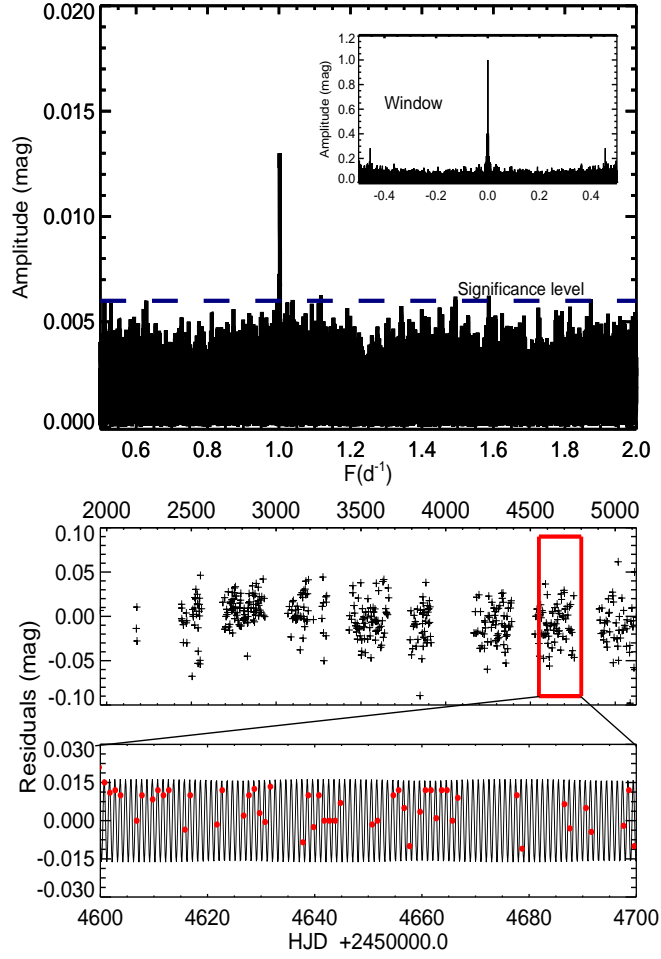 0.020
0.015
0.010
0.005
0.000
Amplitude (mag)
1.2
1.0
0.8
0.6
0.4
0.2
0.0
Amplitude (mag)
Window
-0.4 -0.2 0.0 0.2 0.4
Significance level
0.6 0.8 1.0 1.2 1.4 1.6 1.8 2.0
F(d⁻¹)
2000 2500 3000 3500 4000 4500 5000
0.10
0.05
0.00
-0.05
-0.10
Residuals (mag)
0.030
0.015
0.000
-0.015
-0.030
4600 4620 4640 4660 4680 4700
HJD +2450000.0